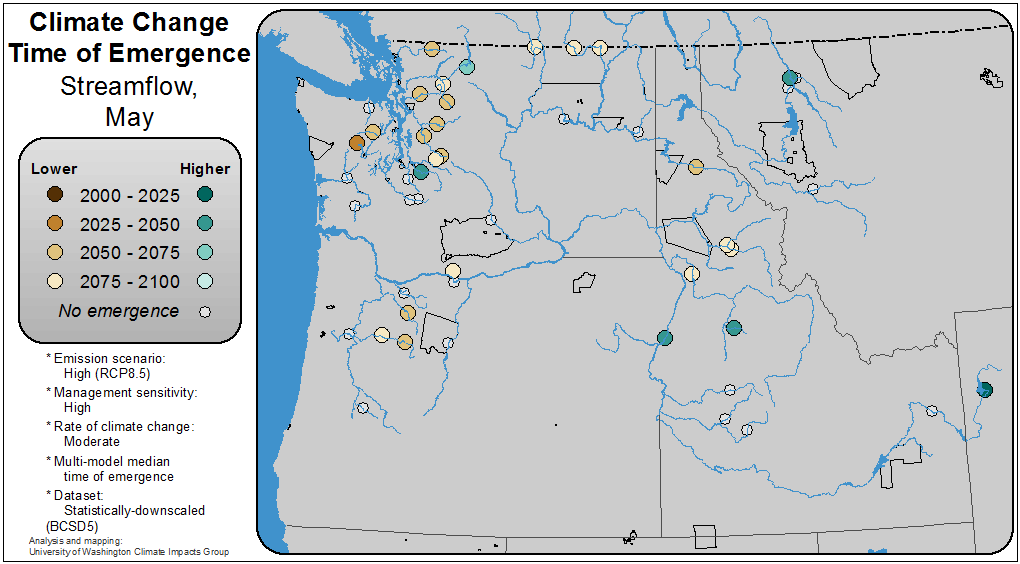 Climate Change
Time of Emergence
Streamflow,
May
Lower Higher
2000 - 2025
2025 - 2050
2050 - 2075
2075 - 2100
No emergence
* Emission scenario:
High (RCP8.5)
* Management sensitivity:
High
* Rate of climate change:
Moderate
* Multi-model median
time of emergence
* Dataset:
Statistically-downscaled
(BCSD5)
Analysis and mapping:
University of Washington Climate Impacts Group